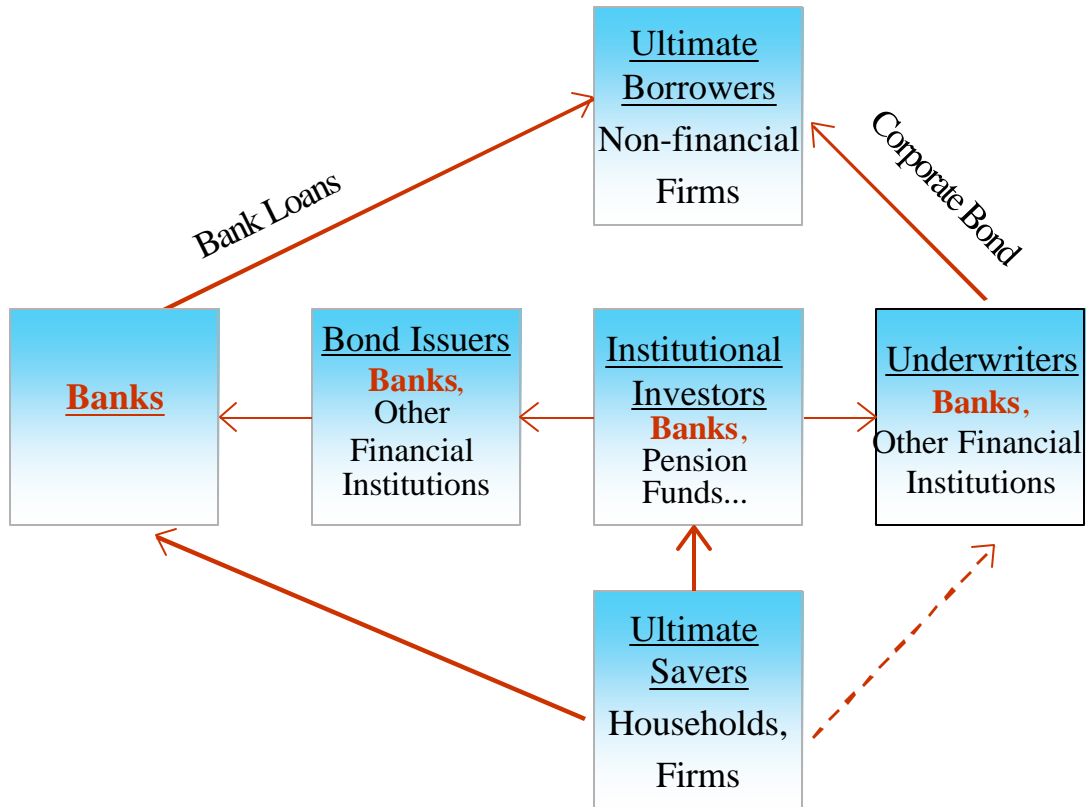 Ultimate
Borrowers
Non-financial
Firms
Bank Loans
Corporate Bond
Banks
Bond Issuers
Banks,
Other
Financial
Institutions
Institutional
Investors
Banks,
Pension
Funds...
Underwriters
Banks,
Other Financial
Institutions
Ultimate
Savers
Households,
Firms